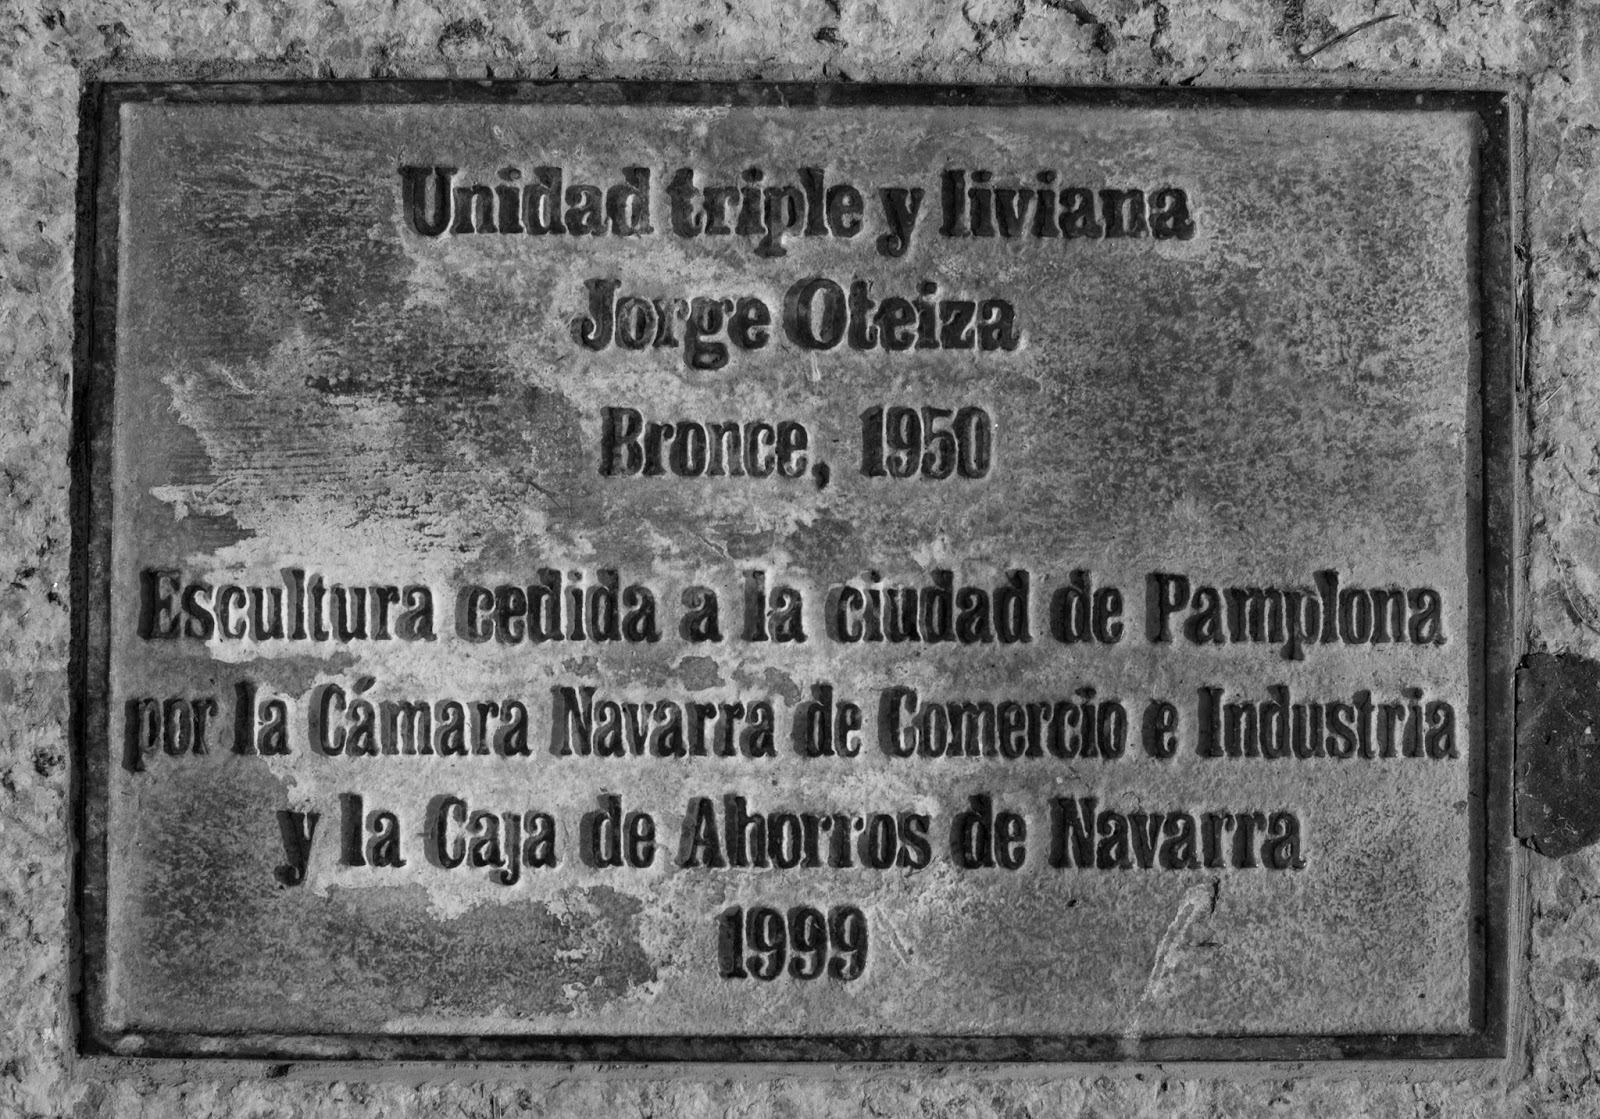 Unidad triple y liviana
Jorge Oteiza
Bronce, 1950
Escultura cedida a la ciudad de Pamplona
por la Cámara Navarra de Comercio e Industria
y la Caja de Ahorros de Navarra
1999